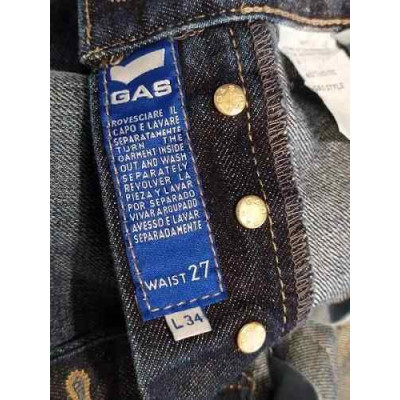 GAS
ROVESCIARE IL
CAPO E LAVARE
SEPARATAMENTE
TURN THE
GARMENT INSIDE
OUT AND WASH
SEPARATELY
REVOLVER LA
PIEZA Y LAVAR
POR SEPARADO
VIVAR A ROUPADO
AVESSO E LAVAR
SEPARADAMENTE
WAIST 27
L 34